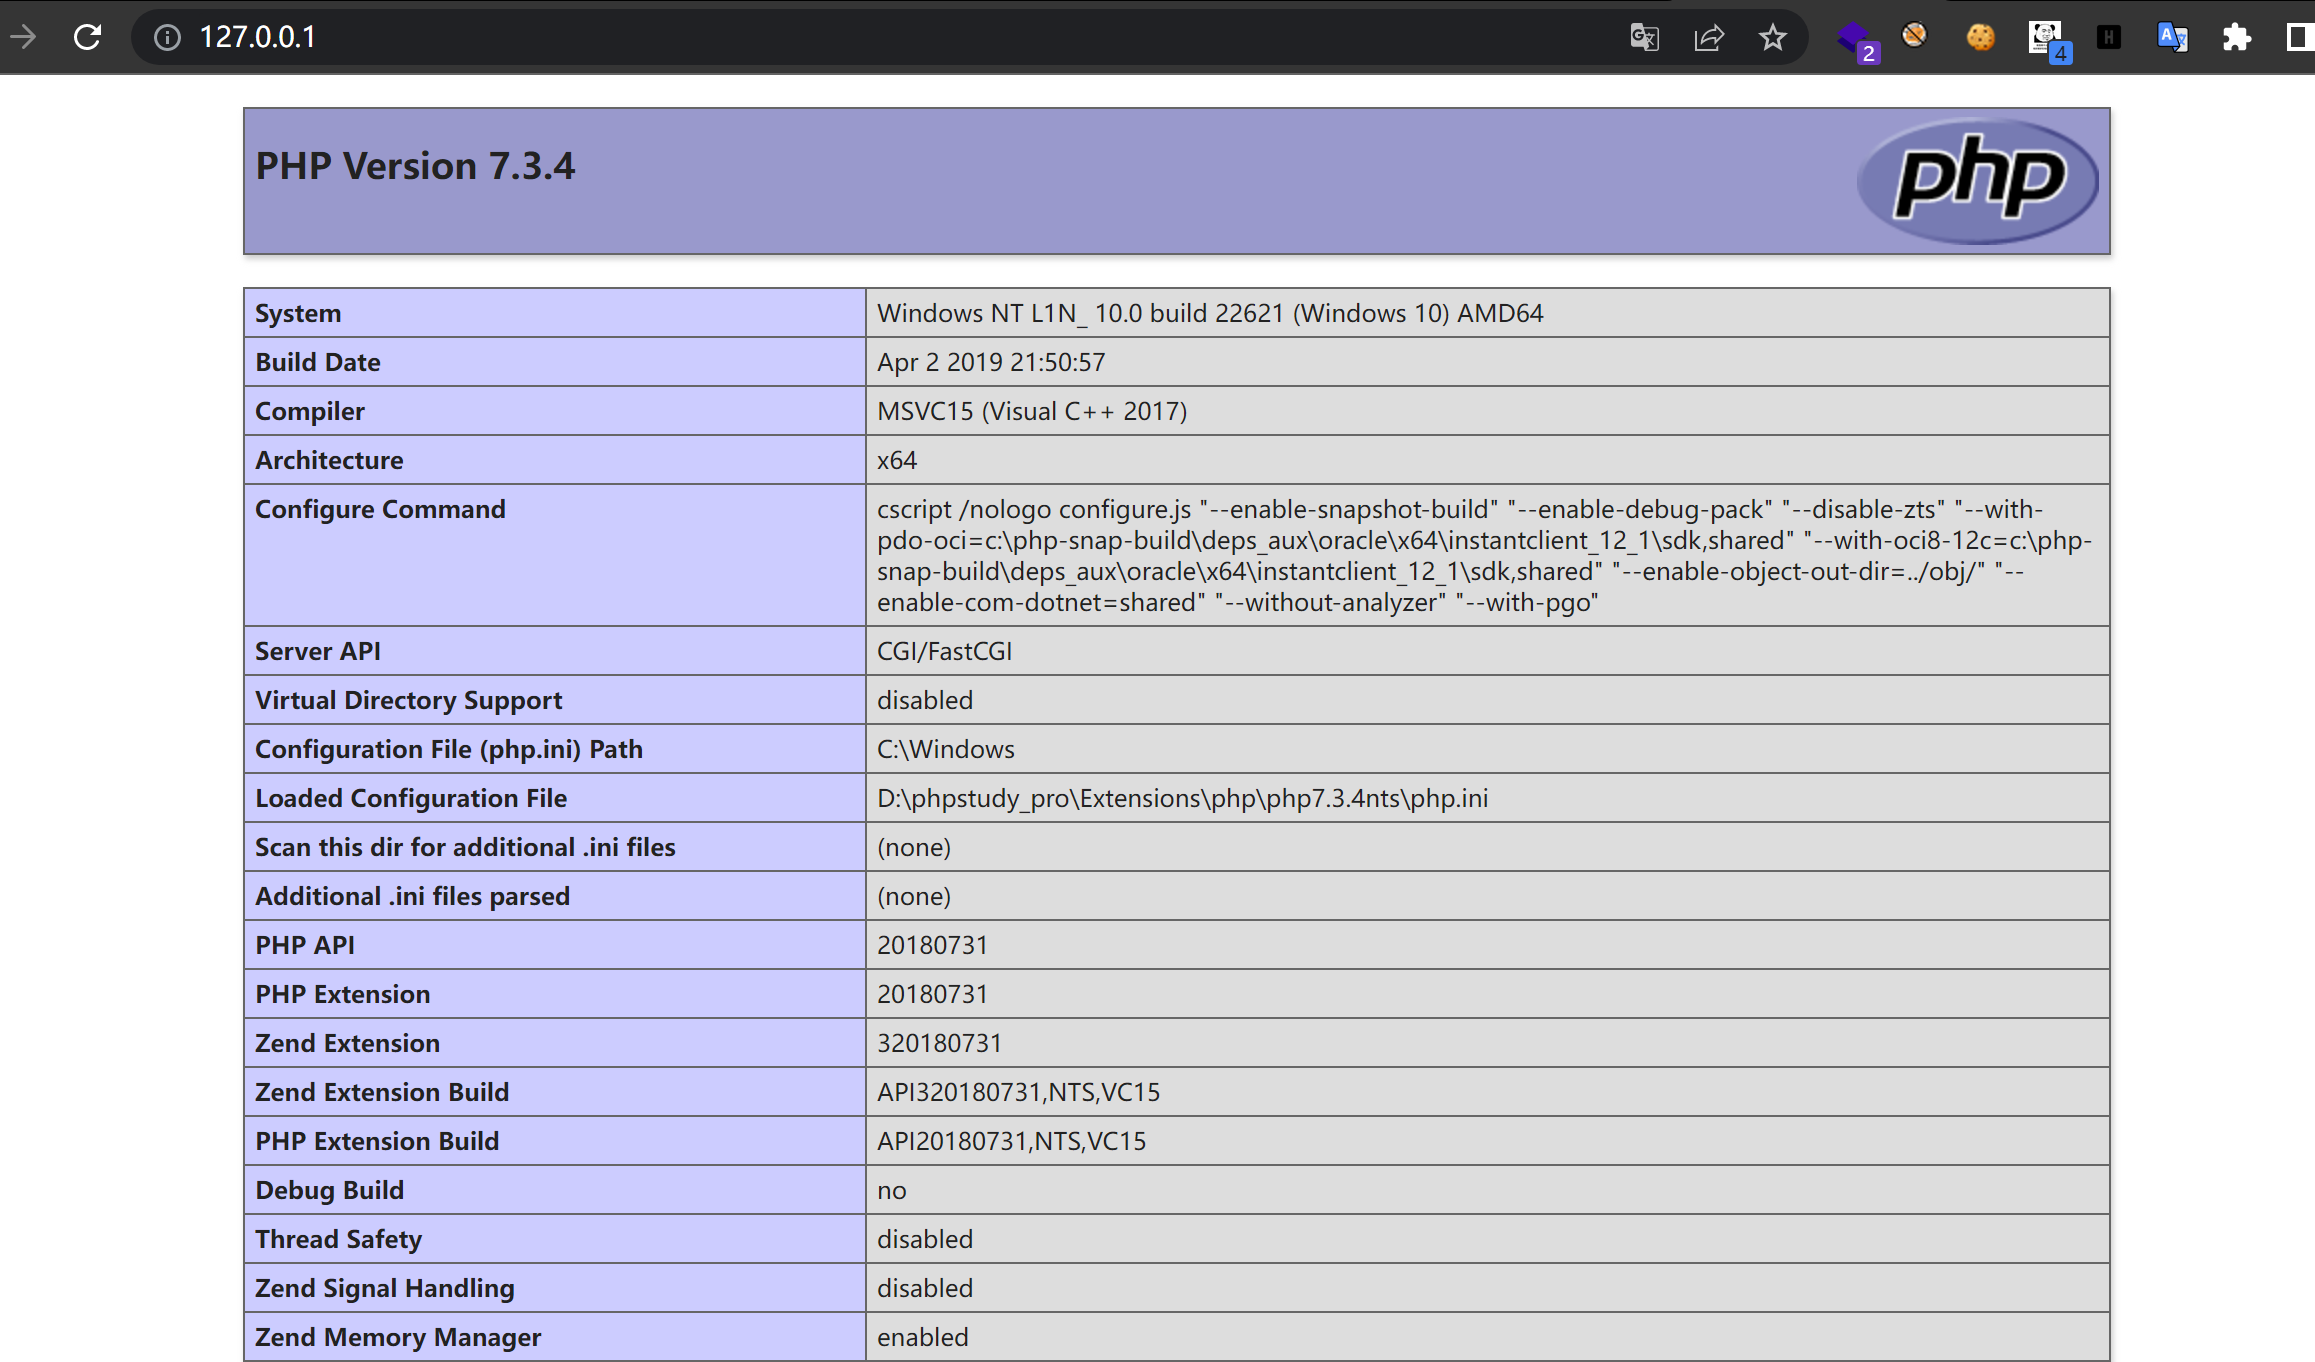 127.0.0.1
2
4
PHP Version 7.3.4
php
System Windows NT L1N_ 10.0 build 22621 (Windows 10) AMD64
Build Date Apr 2 2019 21:50:57
Compiler MSVC15 (Visual C++ 2017)
Architecture x64
Configure Command cscript /nologo configure.js "--enable-snapshot-build" "--enable-debug-pack" "--disable-zts" "--with-
pdo-oci=c:\php-snap-build\deps_aux\oracle\x64\instantclient_12_1\sdk,shared" "--with-oci8-12c=c:\php-
snap-build\deps_aux\oracle\x64\instantclient_12_1\sdk,shared" "--enable-object-out-dir=../obj/" "--
enable-com-dotnet=shared" "--without-analyzer" "--with-pgo"
Server API CGI/FastCGI
Virtual Directory Support disabled
Configuration File (php.ini) Path C:\Windows
Loaded Configuration File D:\phpstudy_pro\Extensions\php\php7.3.4nts\php.ini
Scan this dir for additional .ini files (none)
Additional .ini files parsed (none)
PHP API 20180731
PHP Extension 20180731
Zend Extension 320180731
Zend Extension Build API320180731,NTS,VC15
PHP Extension Build API20180731,NTS,VC15
Debug Build no
Thread Safety disabled
Zend Signal Handling disabled
Zend Memory Manager enabled